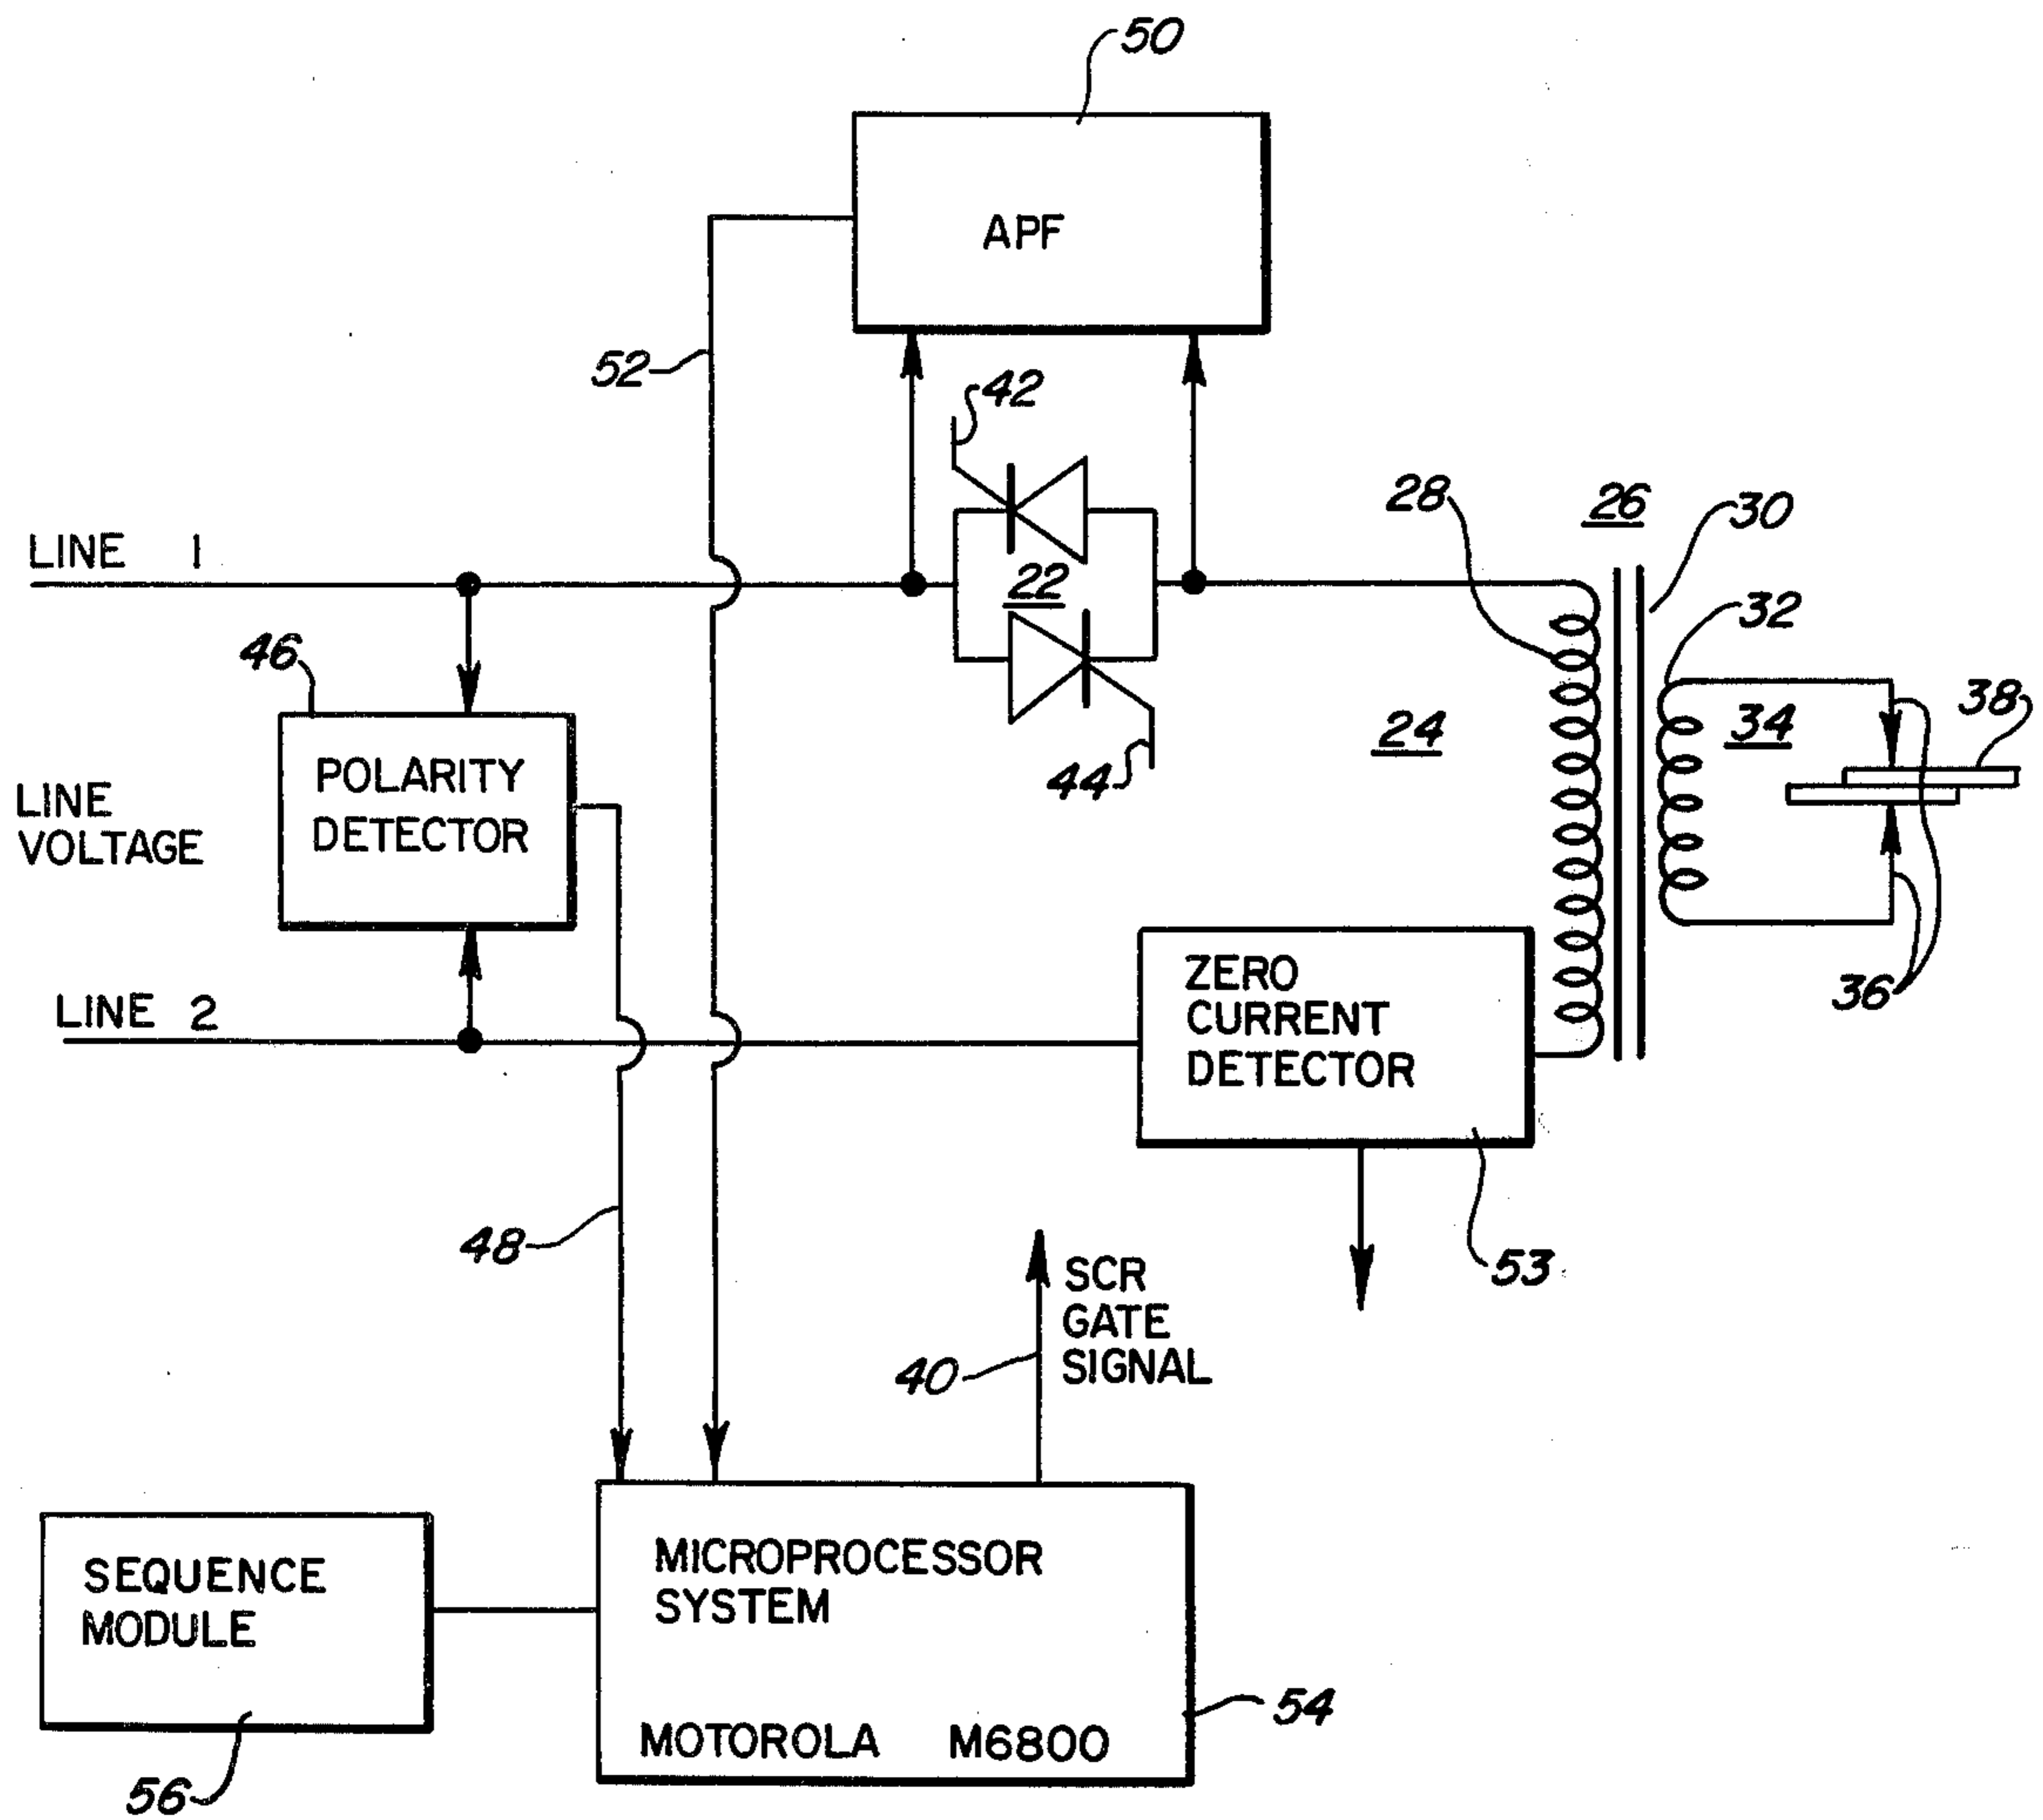 50
APF
52
42
28
26
30
LINE 1
22
32
46
38
34
24
POLARITY
DETECTOR
44
LINE
VOLTAGE
ZERO
CURRENT
DETECTOR
36
LINE 2
48
53
SCR
GATE
SIGNAL
40
SEQUENCE
MODULE
MICROPROCESSOR
SYSTEM
54
MOTOROLA M6800
56